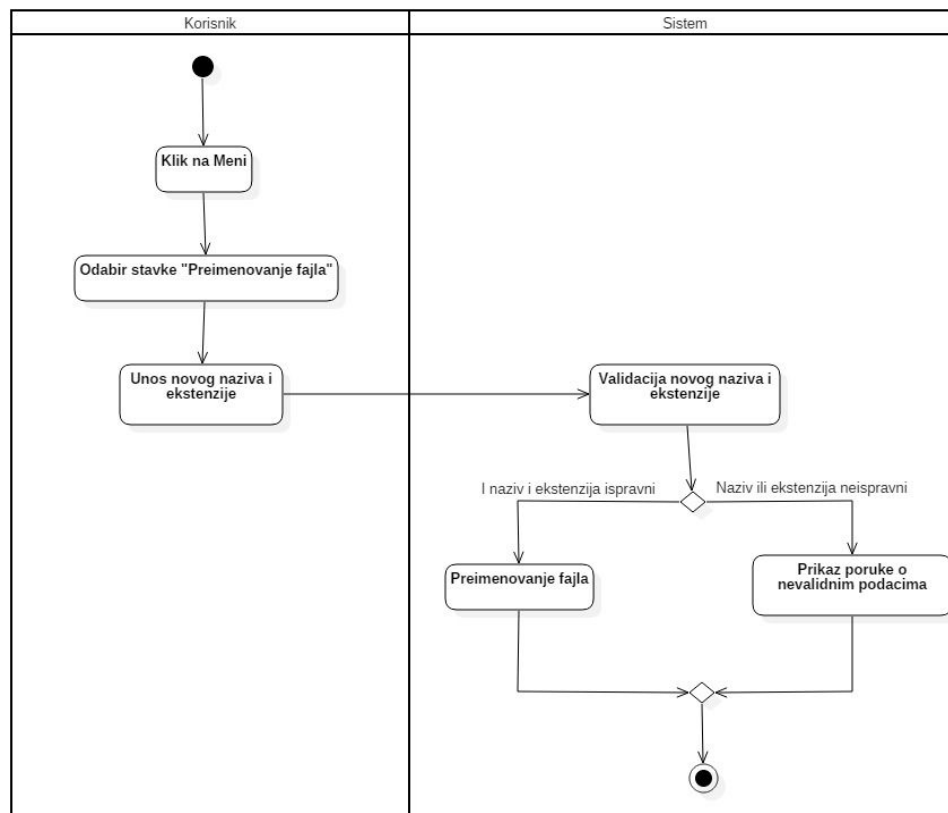 Korisnik
Sistem
Klik na Meni
Odabir stavke "Preimenovanje fajla"
Unos novog naziva i
ekstenzije
Validacija novog naziva i
ekstenzije
I naziv i ekstenzija ispravni
Naziv ili ekstenzija neispravni
Preimenovanje fajla
Prikaz poruke o
nevalidnim podacima